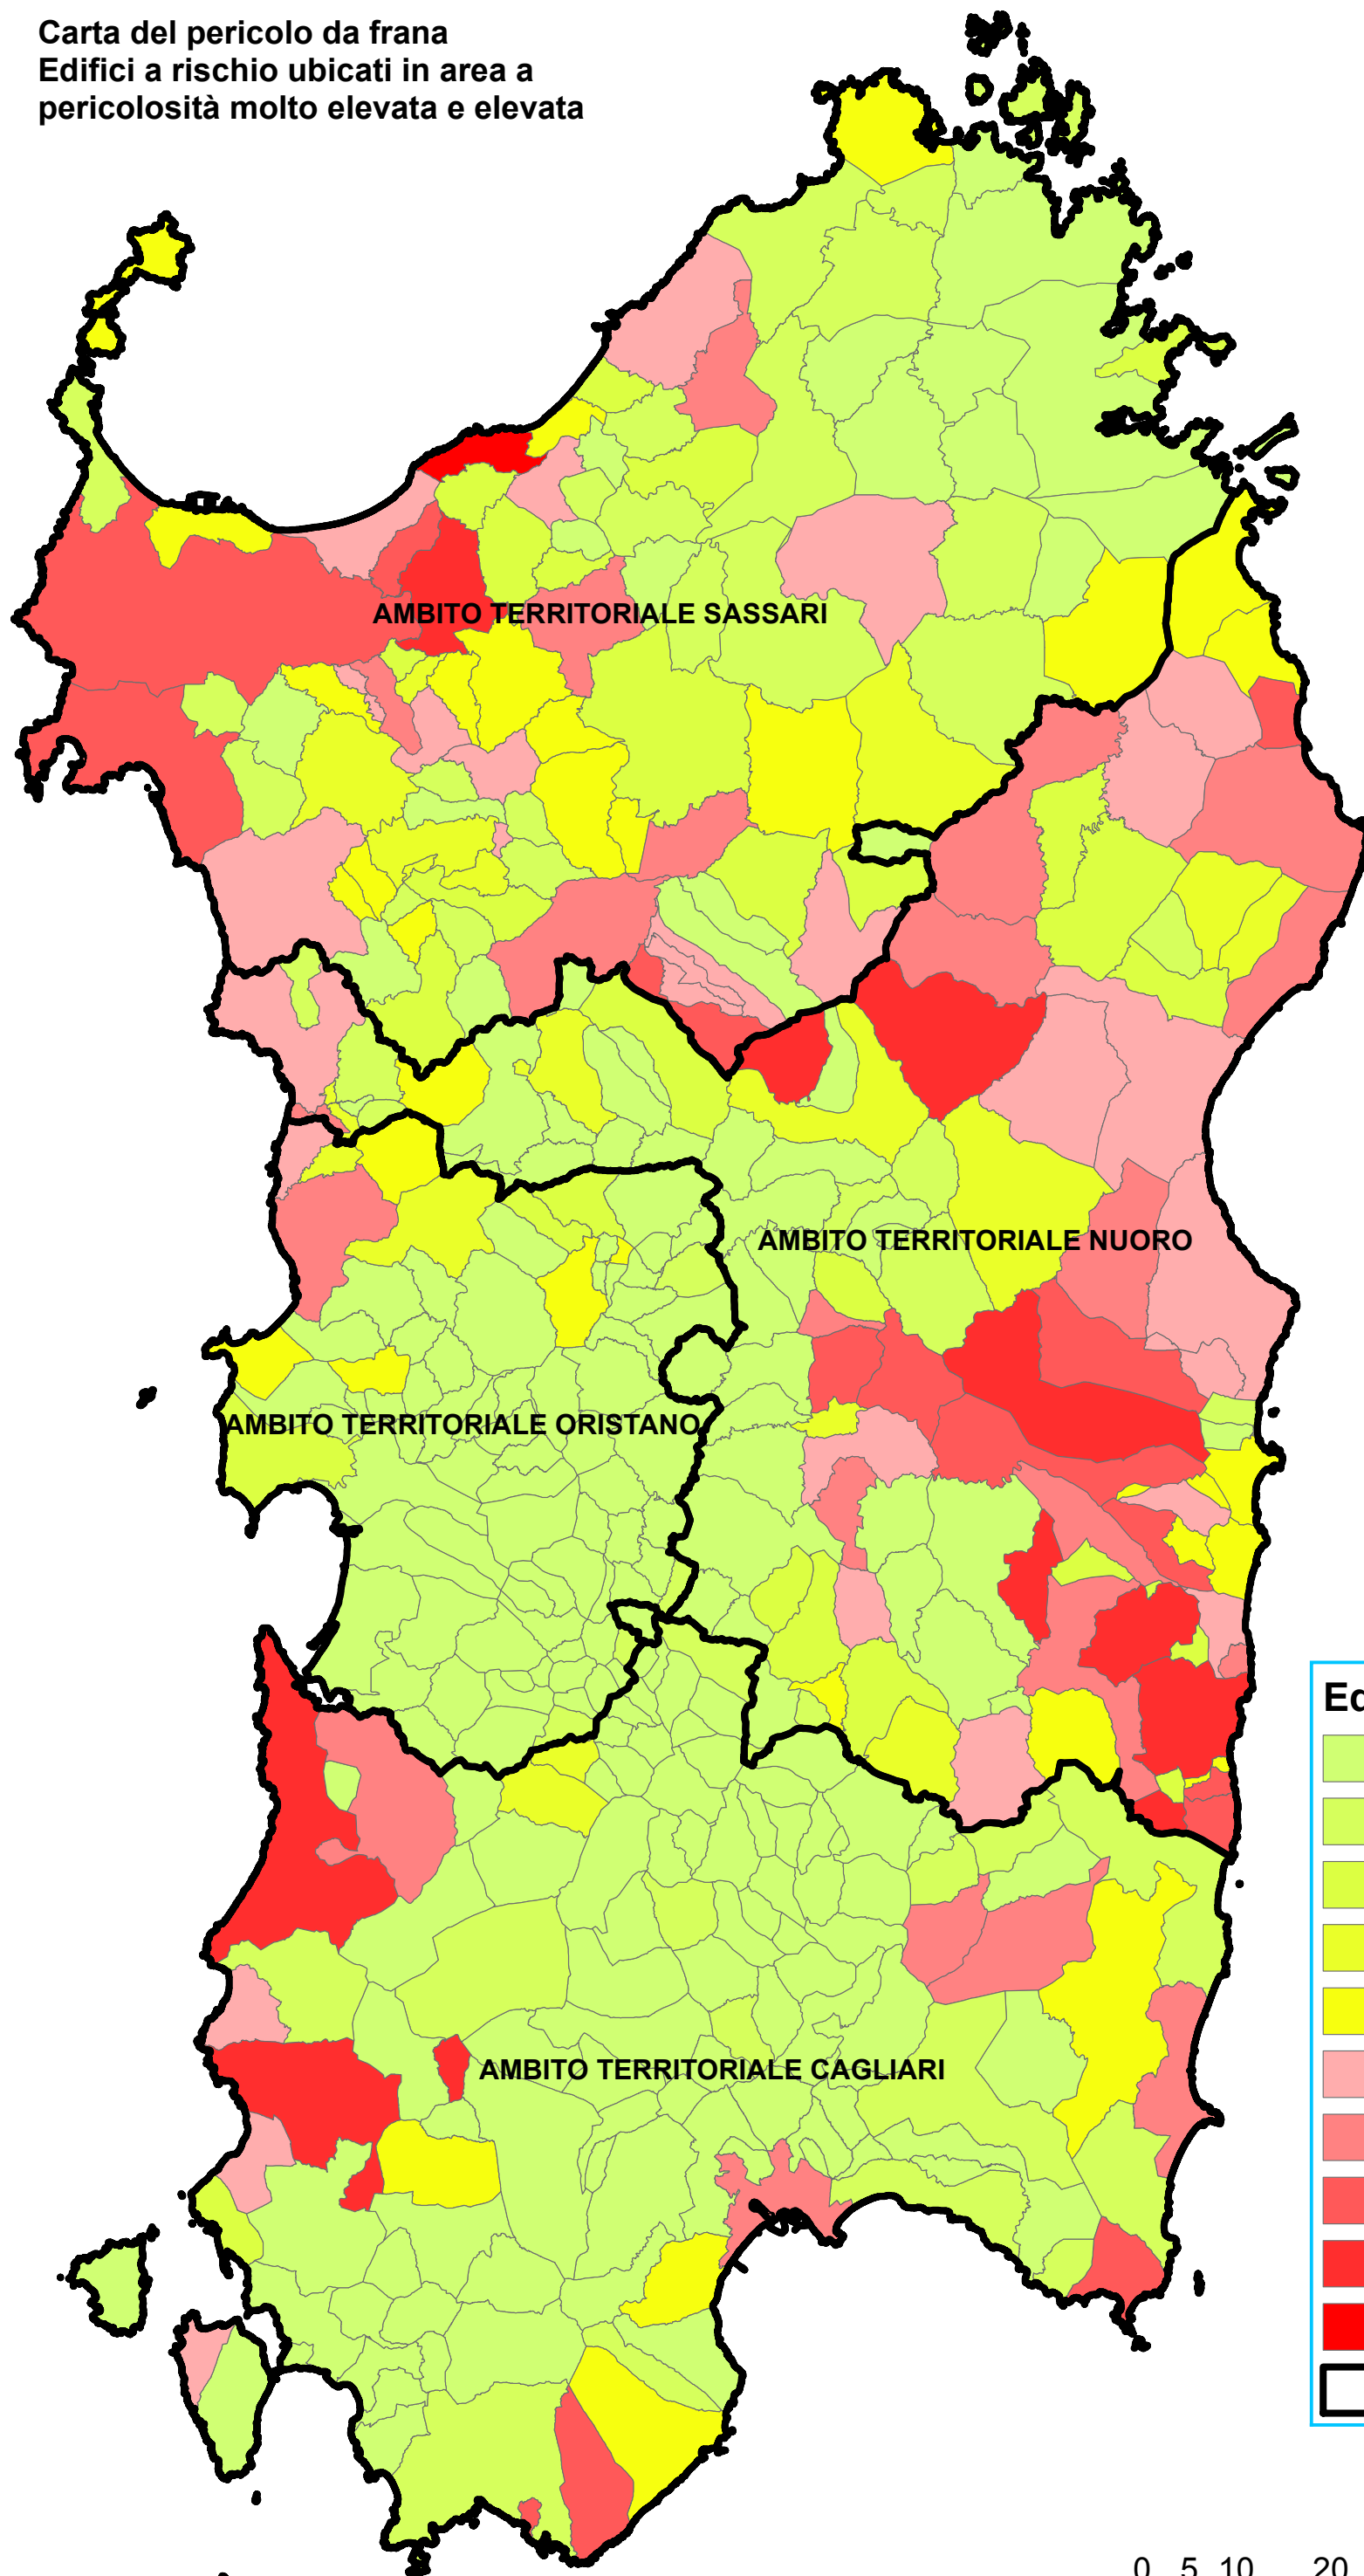 Carta del pericolo da frana
Edifici a rischio ubicati in area a
pericolosità molto elevata e elevata
AMBITO TERRITORIALE SASSARI
AMBITO TERRITORIALE NUORO
AMBITO TERRITORIALE ORISTANO
AMBITO TERRITORIALE CAGLIARI
0 5 10 20